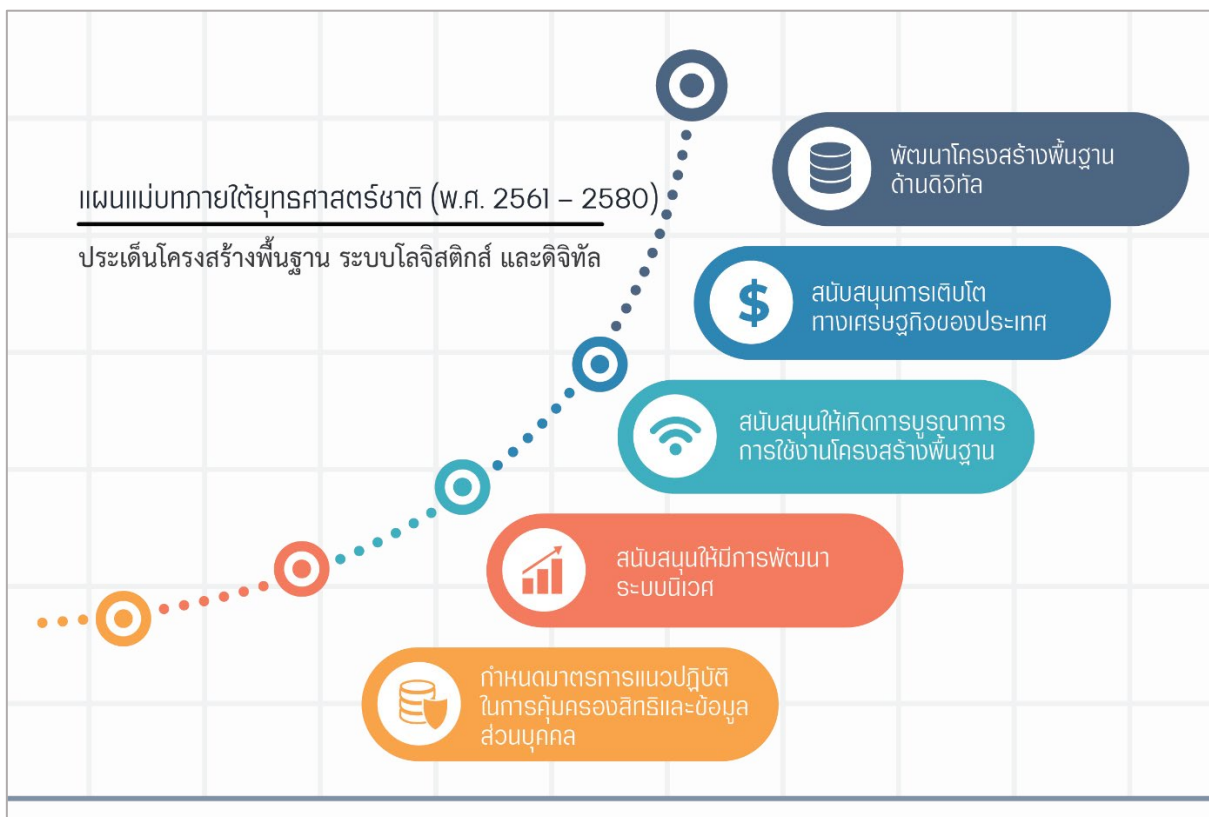 แผนแม่บทภายใต้ยุทธศาสตร์ชาติ (พ.ศ. 2561 – 2580)
ประเด็นโครงสร้างพื้นฐาน ระบบโลจิสติกส์ และดิจิทัล
พัฒนาโครงสร้างพื้นฐาน
ด้านดิจิทัล
$
สนับสนุนการเติบโต
ทางเศรษฐกิจของประเทศ
สนับสนุนให้เกิดการบูรณาการ
การใช้งานโครงสร้างพื้นฐาน
สนับสนุนให้มีการพัฒนา
ระบบนิเวศ
กำหนดมาตรการแนวปฏิบัติ
ในการคุ้มครองสิทธิและข้อมูล
ส่วนบุคคล